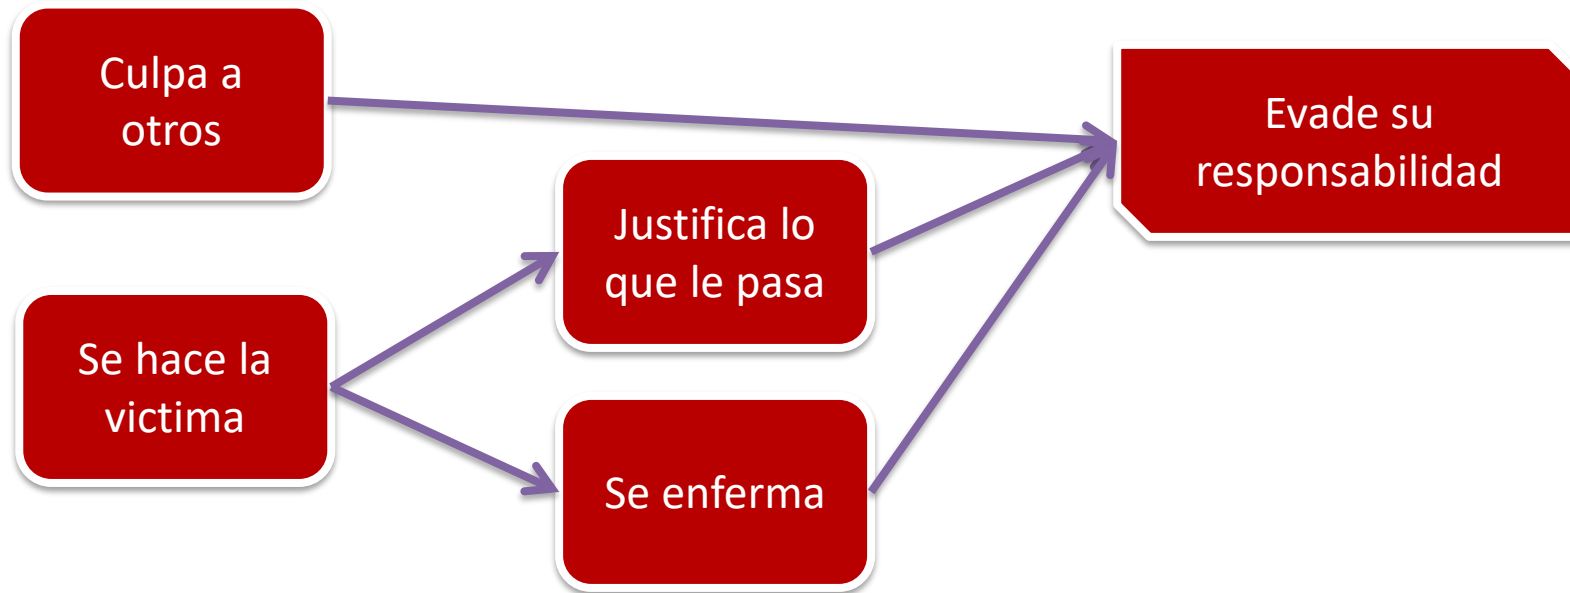 Culpa a
otros
Evade su
responsabilidad
Justifica lo
que le pasa
Se hace la
victima
Se enferma